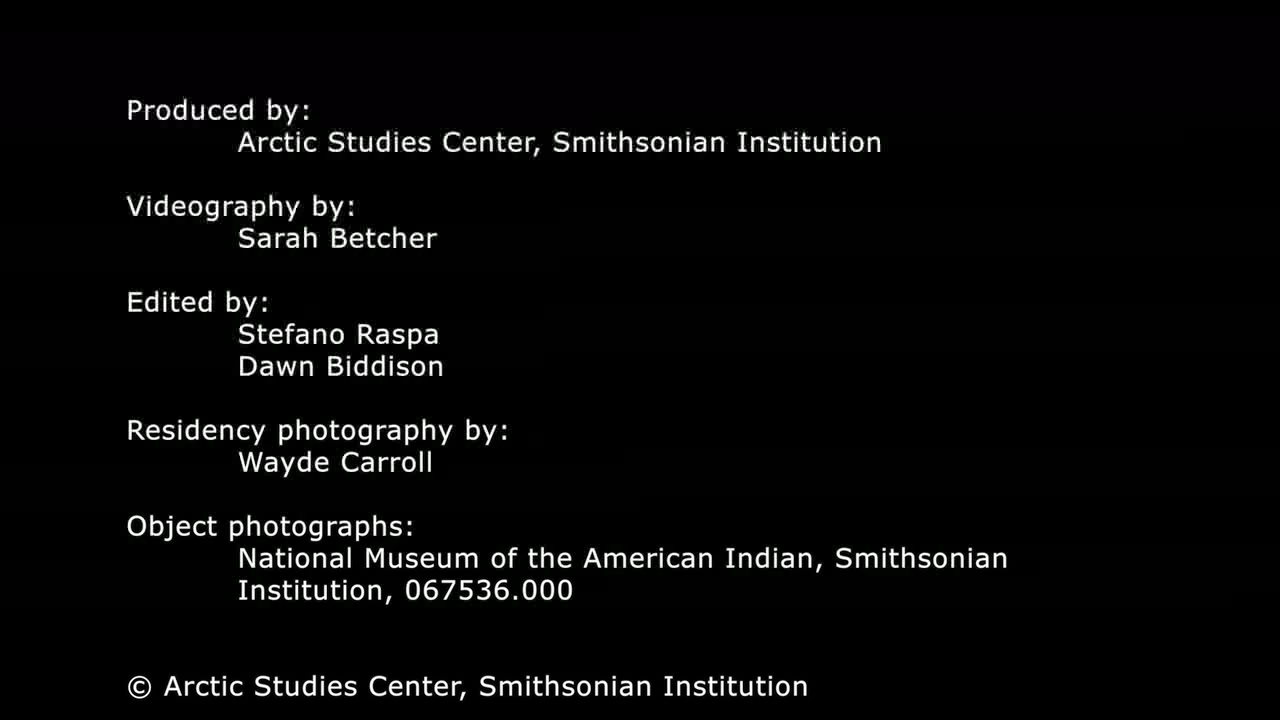 Produced by:
Arctic Studies Center, Smithsonian Institution
Videography by:
Sarah Betcher
Edited by:
Stefano Raspa
Dawn Biddison
Residency photography by:
Wayde Carroll
Object photographs:
National Museum of the American Indian, Smithsonian
Institution, 067536.000
© Arctic Studies Center, Smithsonian Institution